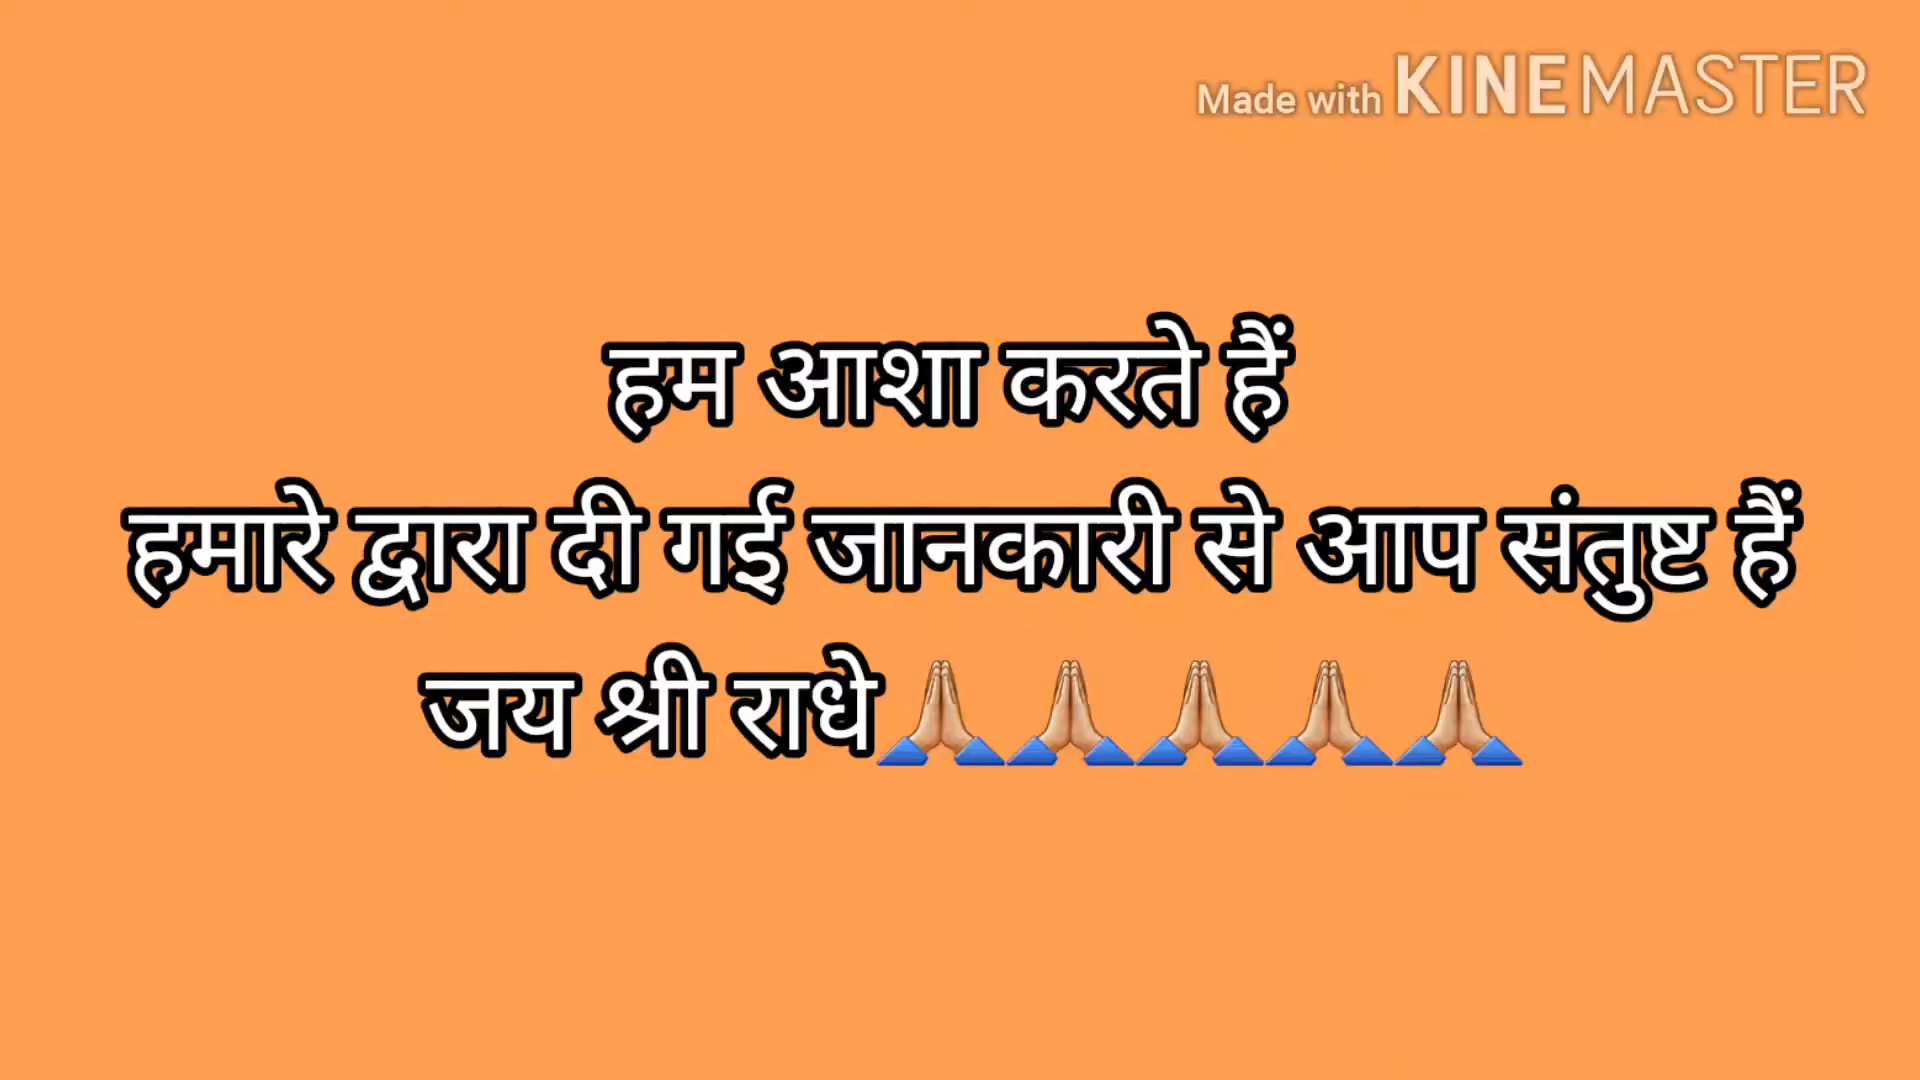 Made with KINEMASTER
हम आशा करते हैं
हमारे द्वारा दी गई जानकारी से आप संतुष्ट हैं
जय श्री राधे🙏🏼🙏🏼🙏🏼🙏🏼🙏🏼